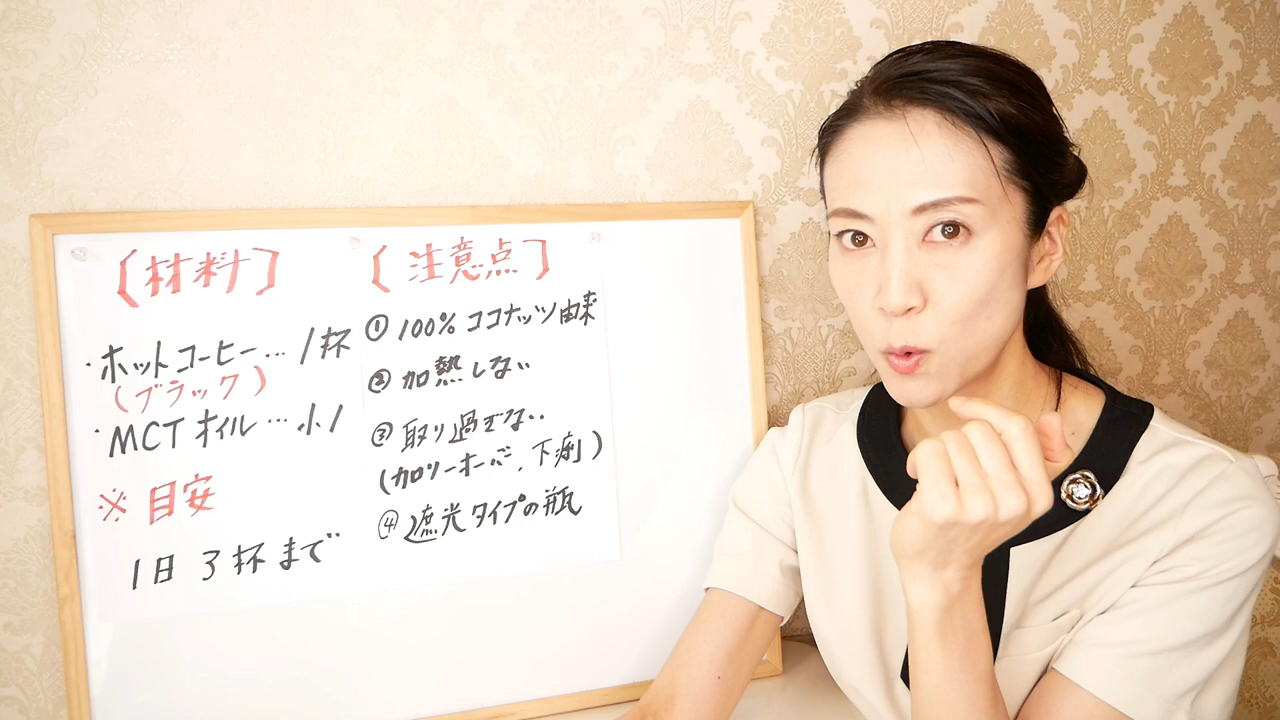 【材料】
・ホットコーヒー…1杯
(ブラック)
・MCTオイル…小1
※目安
1日3杯まで
【注意点】
① 100%ココナッツ由来
② 加熱しない
③ 取り過ぎない
(カロリーオーバー、下痢)
④ 遮光タイプの瓶